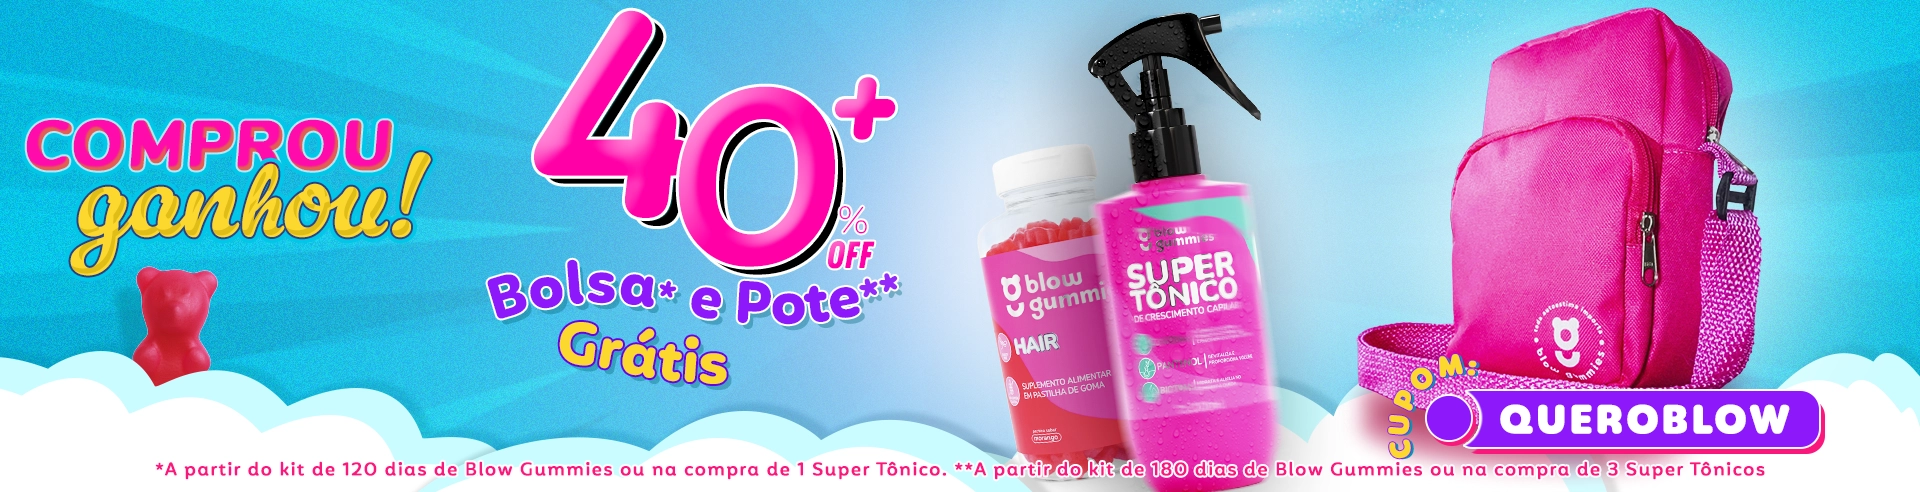 COMPROU
ganhou!
40+
% OFF
Bolsa* e Pote**
Grátis
blow
gummi
HAIR
SUPLEMENTO ALIMENTAR
EM PASTILHA DE GOMA
morango
blow
gummies
SUPER
TÔNICO
DE CRESCIMENTO CAPILAR
blow gummies
CUPOM:
QUEROBLOW
*A partir do kit de 120 dias de Blow Gummies ou na compra de 1 Super Tônico. **A partir do kit de 180 dias de Blow Gummies ou na compra de 3 Super Tônicos